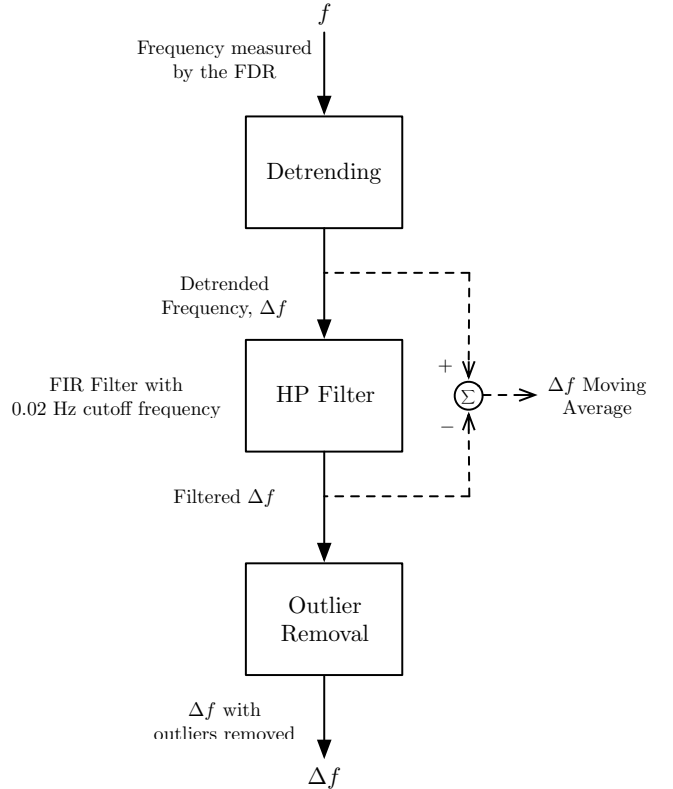 f
Frequency measured
by the FDR
Detrending
Detrended
Frequency, Δf
+
FIR Filter with
0.02 Hz cutoff frequency
HP Filter
Σ
Δf Moving
Average
−
Filtered Δf
Outlier
Removal
Δf with
outliers removed
Δf